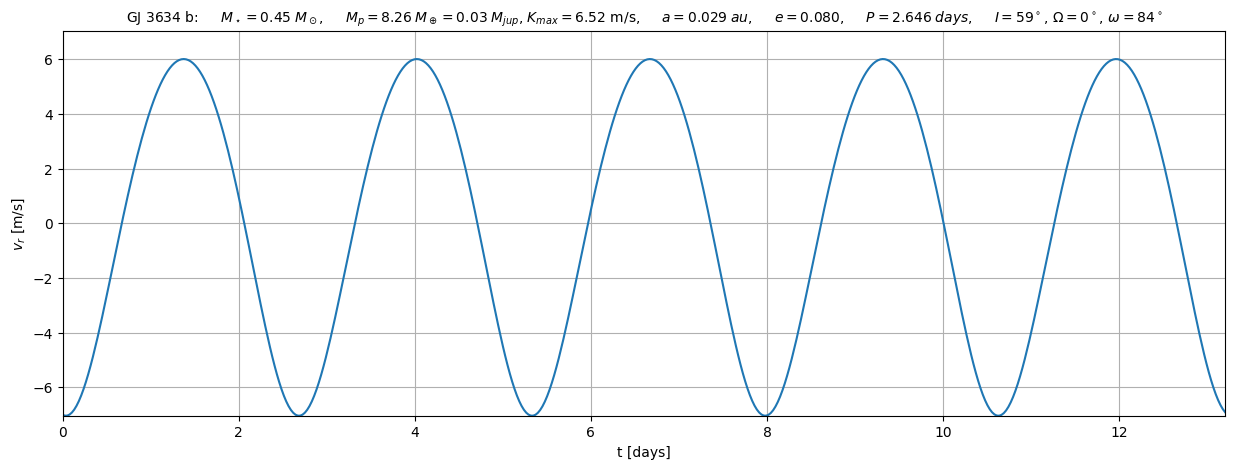 GJ 3634 b: M⋆ = 0.45 M⊙, Mp = 8.26 M⊕ = 0.03 Mjup, Kmax = 6.52 m/s, a = 0.029 au, e = 0.080, P = 2.646 days, I = 59°, Ω = 0°, ω = 84°
6
4
2
0
−2
−4
−6
vr [m/s]
0 2 4 6 8 10 12
t [days]